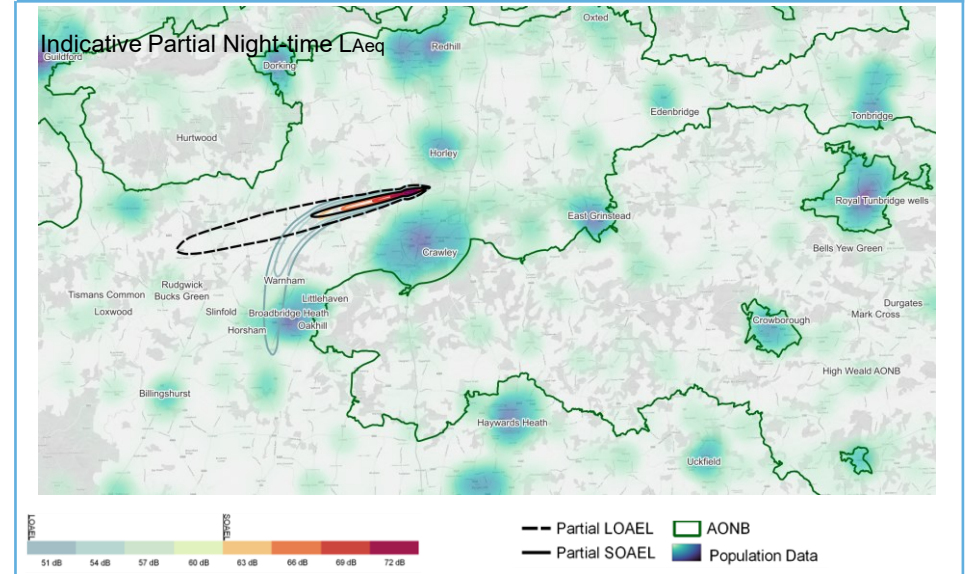 Indicative Partial Night-time LAeq
Oxted
Redhill
Guildford
Dorking
Edenbridge
Tonbridge
Hurtwood
Horley
Royal Tunbridge wells
East Grinstead
Bells Yew Green
Crawley
Warnham
Rudgwick
Tismans Common
Bucks Green
Littlehaven
Durgates
Loxwood
Slinfold
Broadbridge Heath
Mark Cross
Crowborough
Horsham
Oakhill
High Weald AONB
Billingshurst
Haywards Heath
Uckfield
LOAEL
SOAEL
51 dB 54 dB 57 dB 60 dB 63 dB 66 dB 69 dB 72 dB
Partial LOAEL
AONB
Partial SOAEL
Population Data